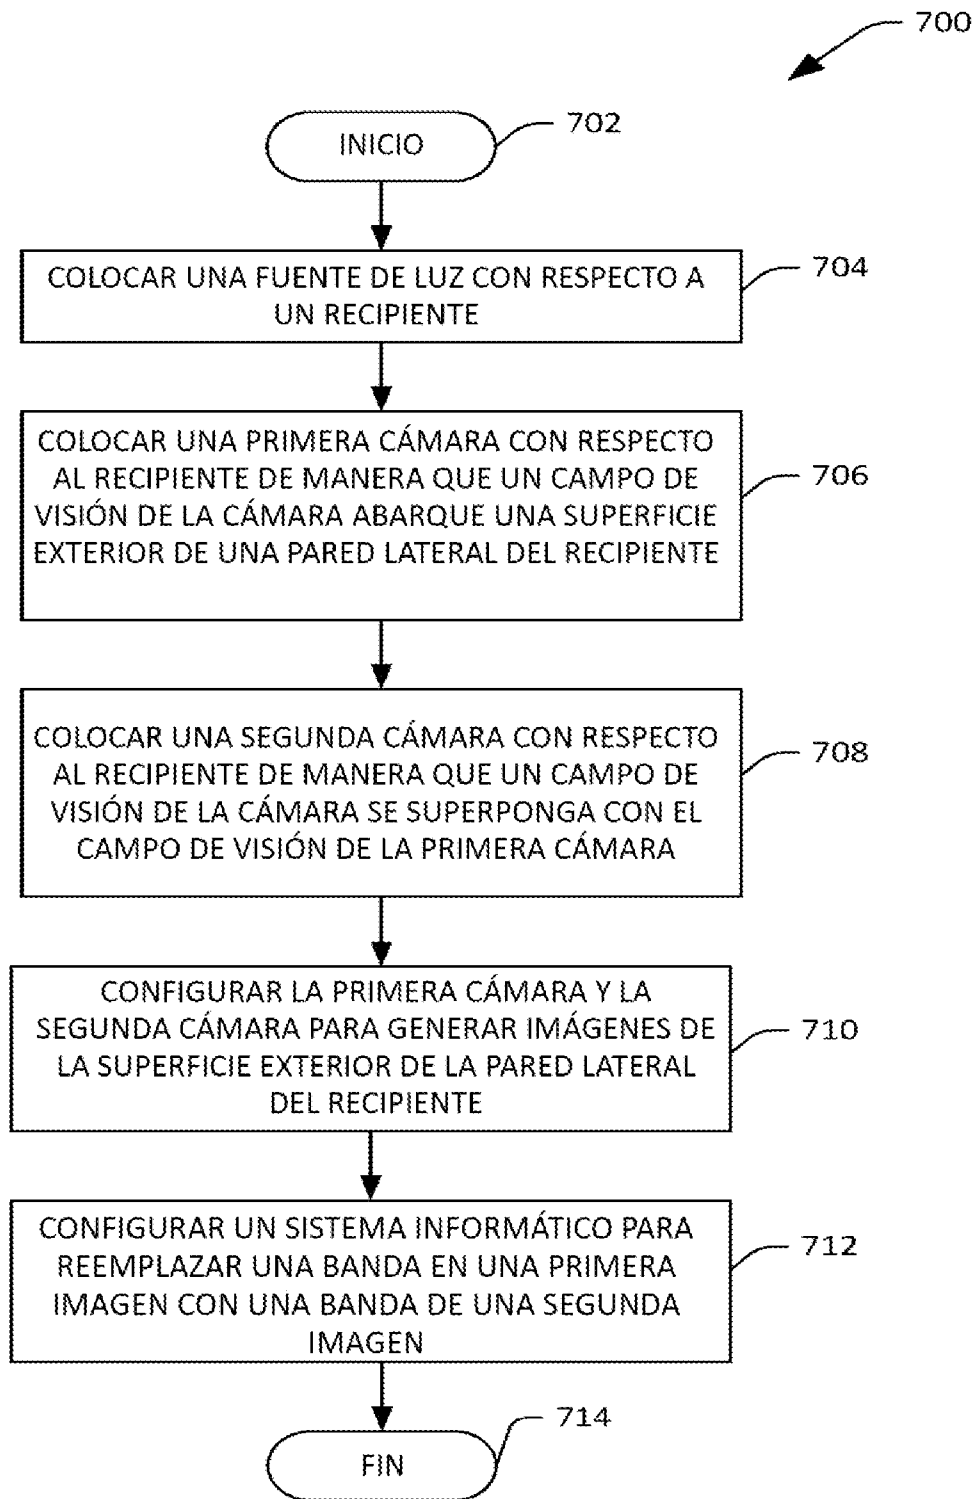 700
INICIO
702
COLOCAR UNA FUENTE DE LUZ CON RESPECTO A
UN RECIPIENTE
704
COLOCAR UNA PRIMERA CÁMARA CON RESPECTO
AL RECIPIENTE DE MANERA QUE UN CAMPO DE
VISIÓN DE LA CÁMARA ABARQUE UNA SUPERFICIE
EXTERIOR DE UNA PARED LATERAL DEL RECIPIENTE
706
COLOCAR UNA SEGUNDA CÁMARA CON RESPECTO
AL RECIPIENTE DE MANERA QUE UN CAMPO DE
VISIÓN DE LA CÁMARA SE SUPERPONGA CON EL
CAMPO DE VISIÓN DE LA PRIMERA CÁMARA
708
CONFIGURAR LA PRIMERA CÁMARA Y LA
SEGUNDA CÁMARA PARA GENERAR IMÁGENES DE
LA SUPERFICIE EXTERIOR DE LA PARED LATERAL
DEL RECIPIENTE
710
CONFIGURAR UN SISTEMA INFORMÁTICO PARA
REEMPLAZAR UNA BANDA EN UNA PRIMERA
IMAGEN CON UNA BANDA DE UNA SEGUNDA
IMAGEN
712
FIN
714